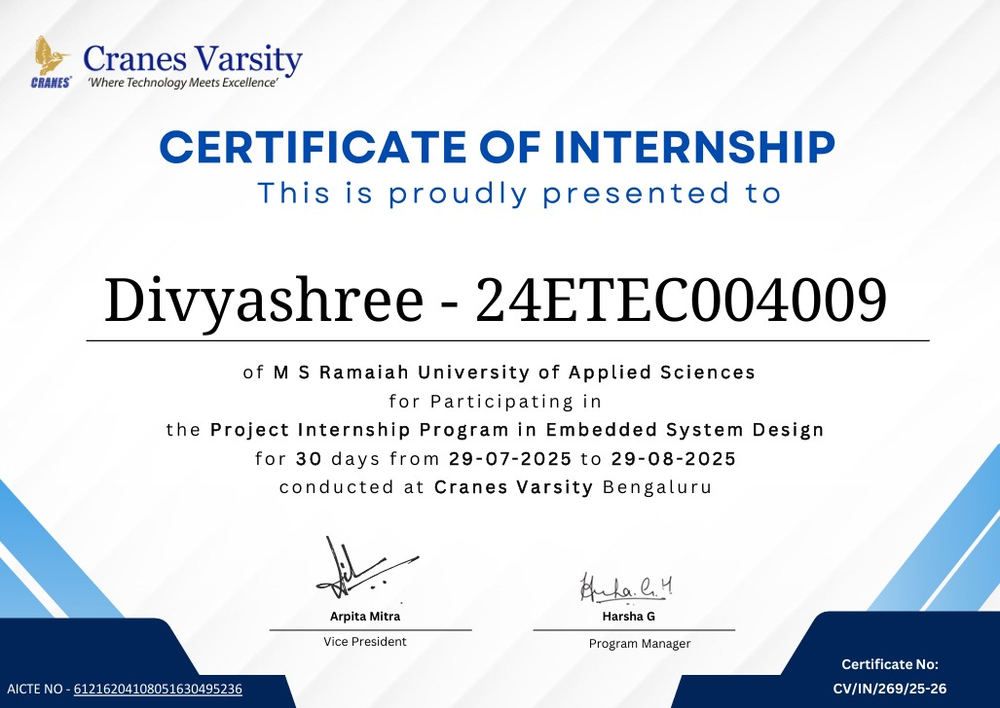 Cranes Varsity
CRANES
‘Where Technology Meets Excellence’
CERTIFICATE OF INTERNSHIP
This is proudly presented to
Divyashree - 24ETEC004009
of M S Ramaiah University of Applied Sciences
for Participating in
the Project Internship Program in Embedded System Design
for 30 days from 29-07-2025 to 29-08-2025
conducted at Cranes Varsity Bengaluru
Harsha G H
Arpita Mitra
Harsha G
Vice President
Program Manager
Certificate No:
AICTE NO - 61216204108051630495236
CV/IN/269/25-26